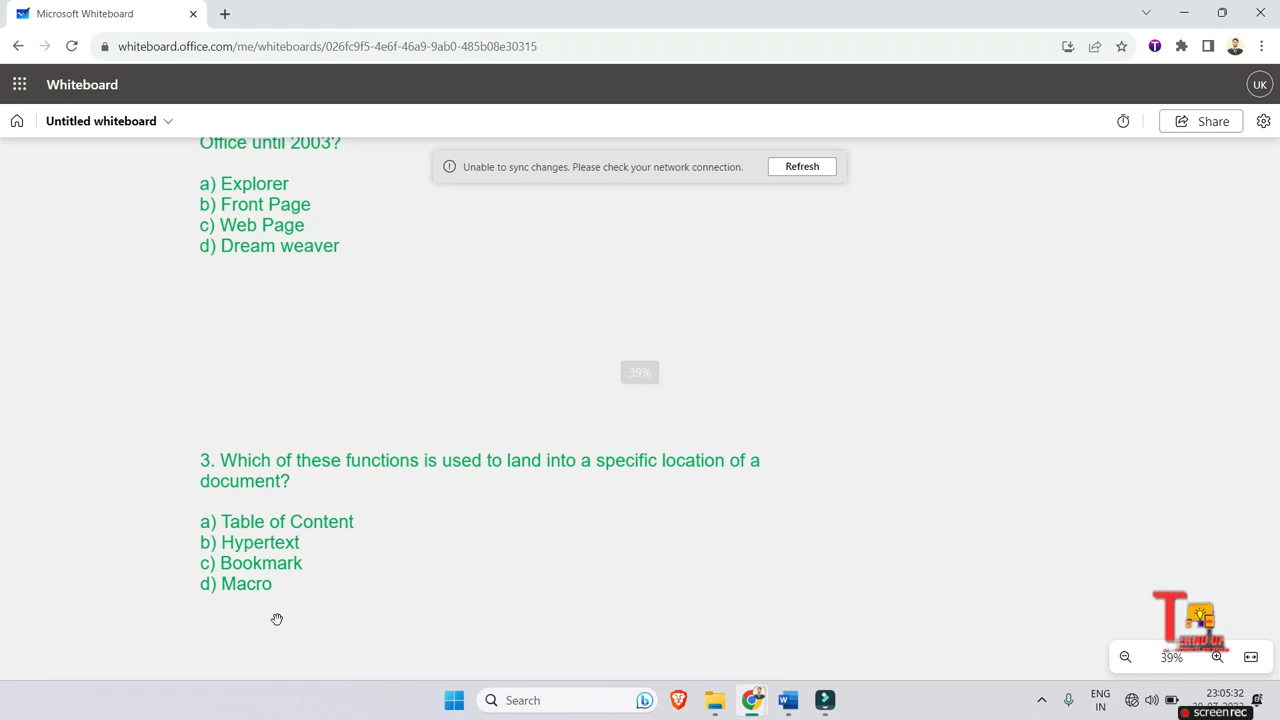 Microsoft Whiteboard
whiteboard.office.com/me/whiteboards/026fc9f5-4e6f-46a9-9ab0-485b08e30315
Whiteboard
UK
Untitled whiteboard
Share
Office until 2003?
Unable to sync changes. Please check your network connection.
Refresh
a) Explorer
b) Front Page
c) Web Page
d) Dream weaver
39%
3. Which of these functions is used to land into a specific location of a
document?
a) Table of Content
b) Hypertext
c) Bookmark
d) Macro
39%
Search
ENG
IN
23:05:32
screenrec